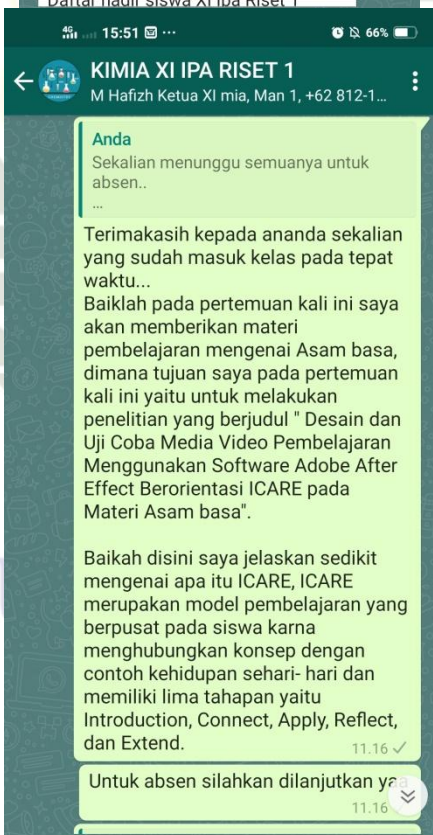 Daftar hadir siswa XI Ipa Riset 1
4G 15:51 ...
66%
KIMIA XI IPA RISET 1
M Hafizh Ketua XI mia, Man 1, +62 812-1...
Anda
Sekalian menunggu semuanya untuk
absen..
...
Terimakasih kepada ananda sekalian
yang sudah masuk kelas pada tepat
waktu...
Baiklah pada pertemuan kali ini saya
akan memberikan materi
pembelajaran mengenai Asam basa,
dimana tujuan saya pada pertemuan
kali ini yaitu untuk melakukan
penelitian yang berjudul " Desain dan
Uji Coba Media Video Pembelajaran
Menggunakan Software Adobe After
Effect Berorientasi ICARE pada
Materi Asam basa".
Baikah disini saya jelaskan sedikit
mengenai apa itu ICARE, ICARE
merupakan model pembelajaran yang
berpusat pada siswa karna
menghubungkan konsep dengan
contoh kehidupan sehari- hari dan
memiliki lima tahapan yaitu
Introduction, Connect, Apply, Reflect,
dan Extend.
11.16
Untuk absen silahkan dilanjutkan yaa
11.16